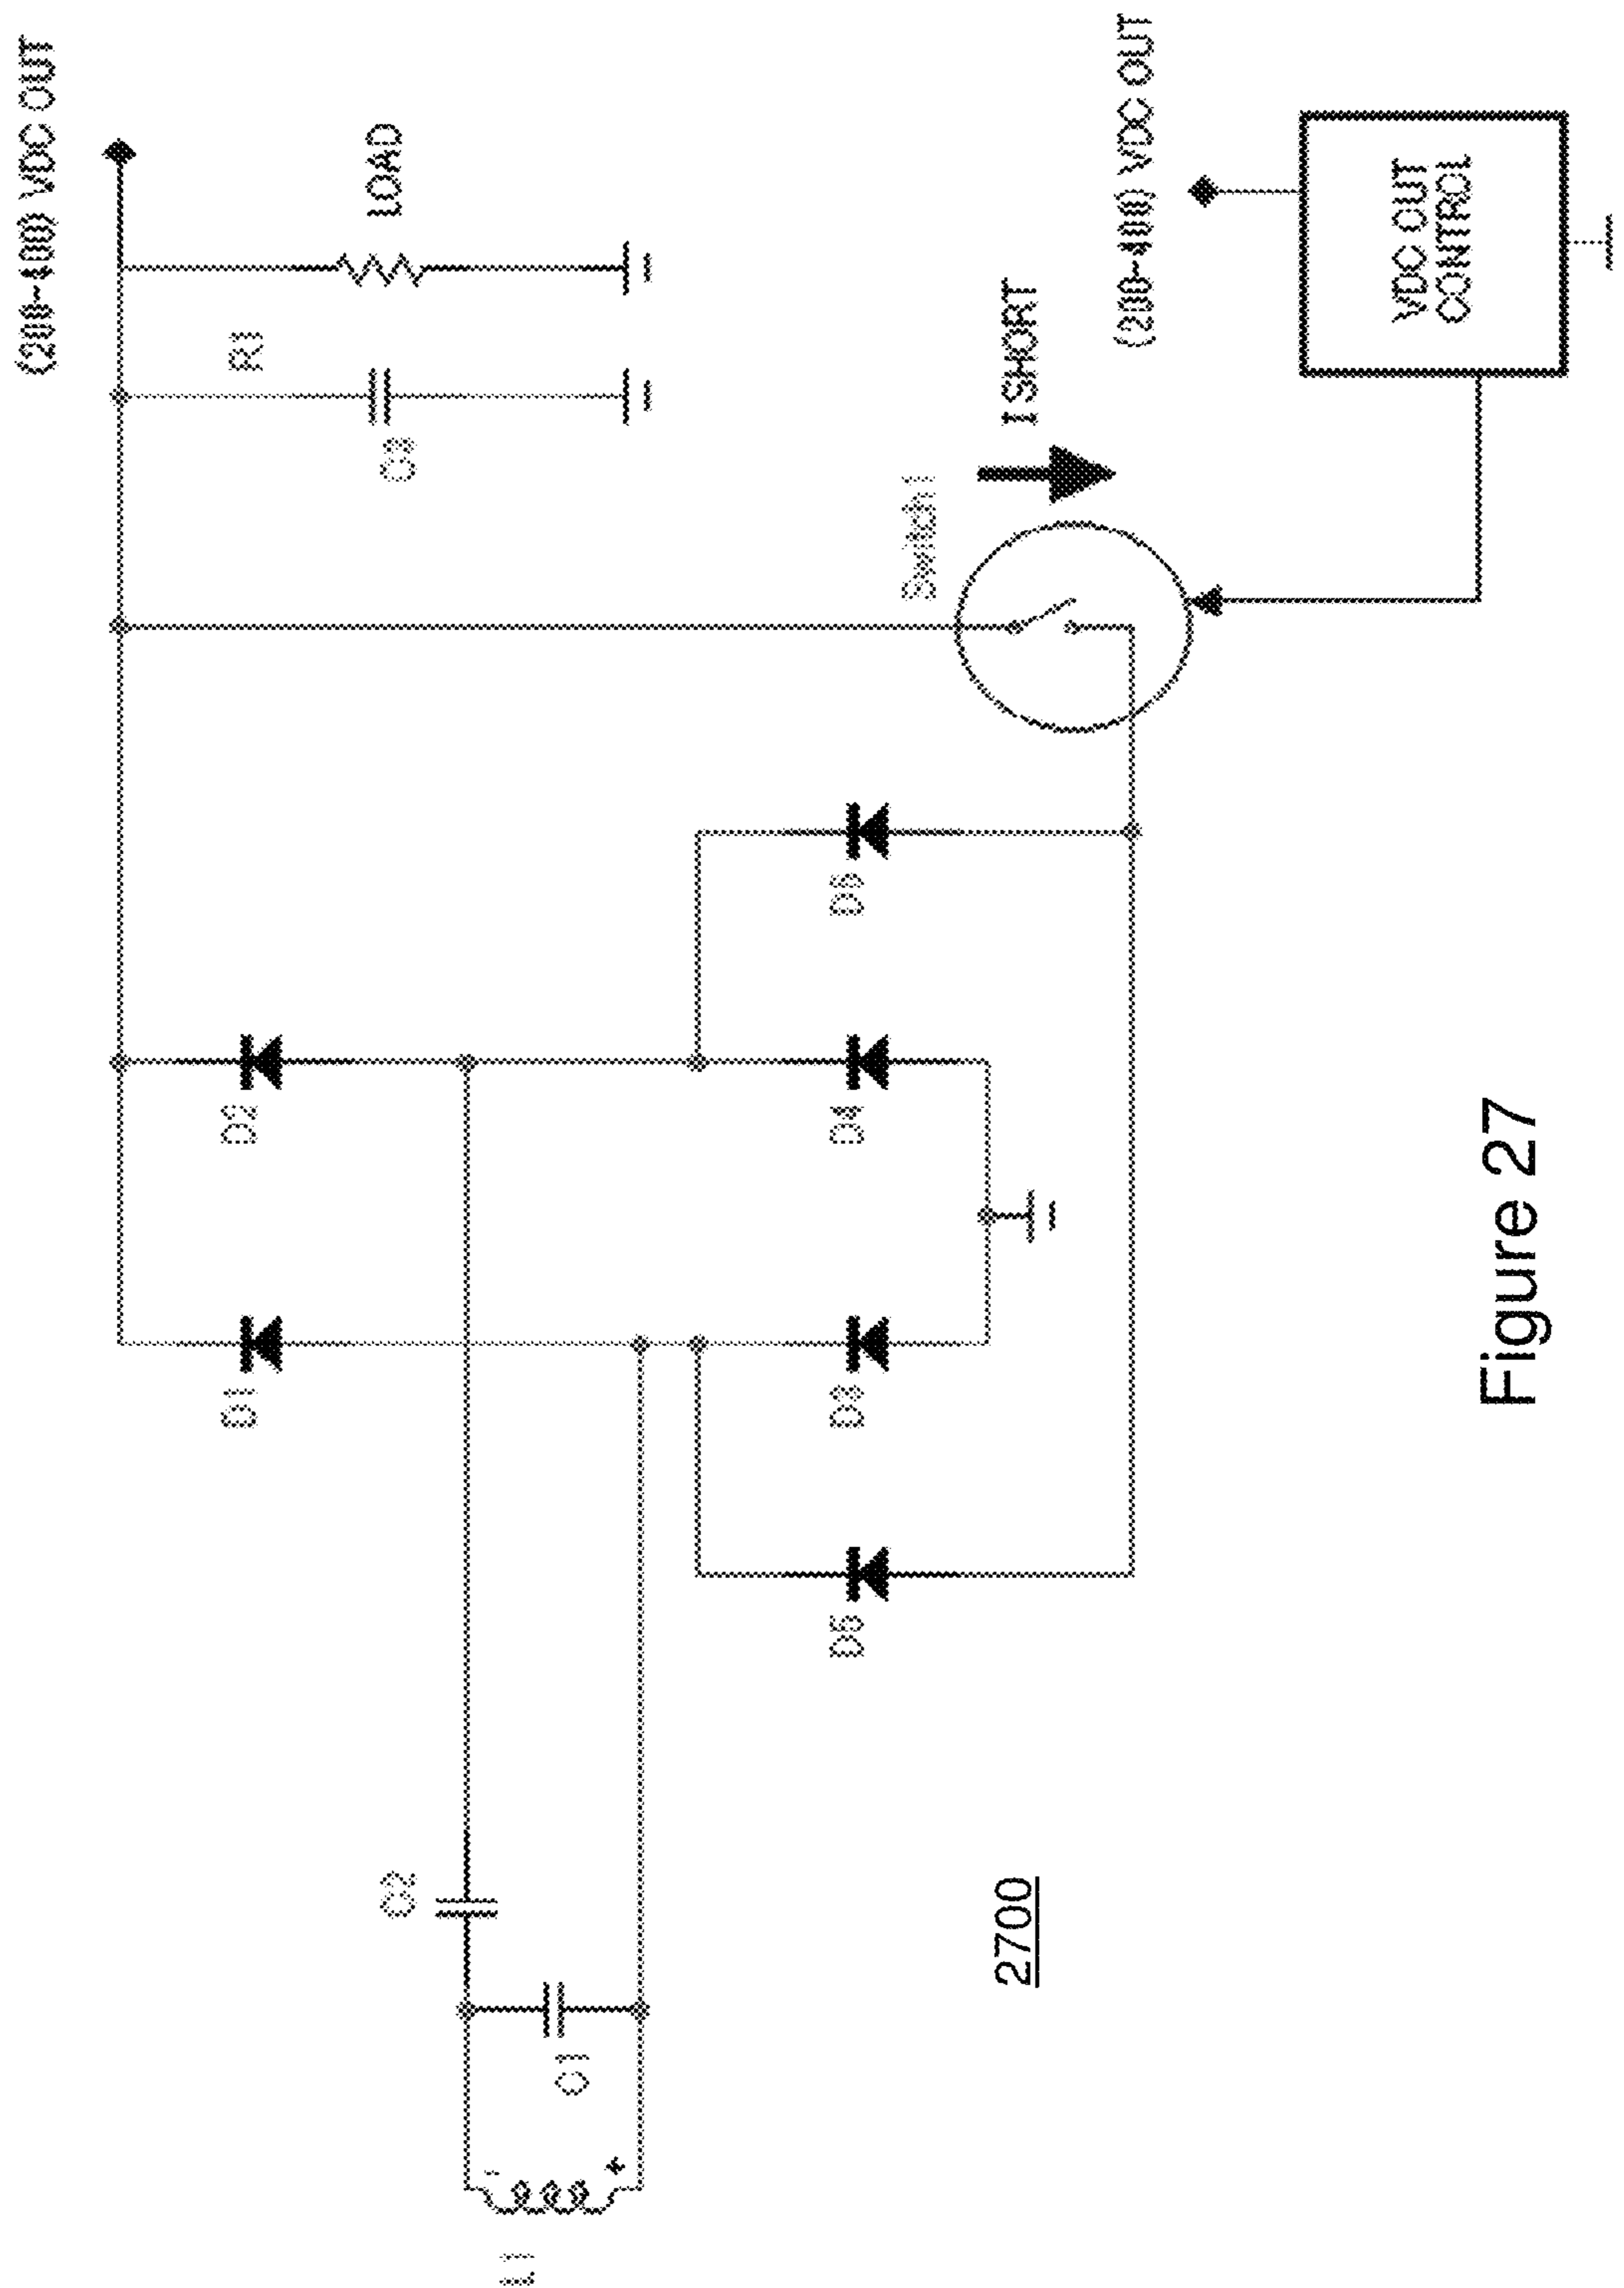 (200~400) VDC OUT
R1
LOAD
C3
Switch1
I SHORT
(200~400) VDC OUT
VDC OUT
CONTROL
D1
D2
D3
D4
D5
D6
C2
C1
-
+
L1
2700
Figure 27